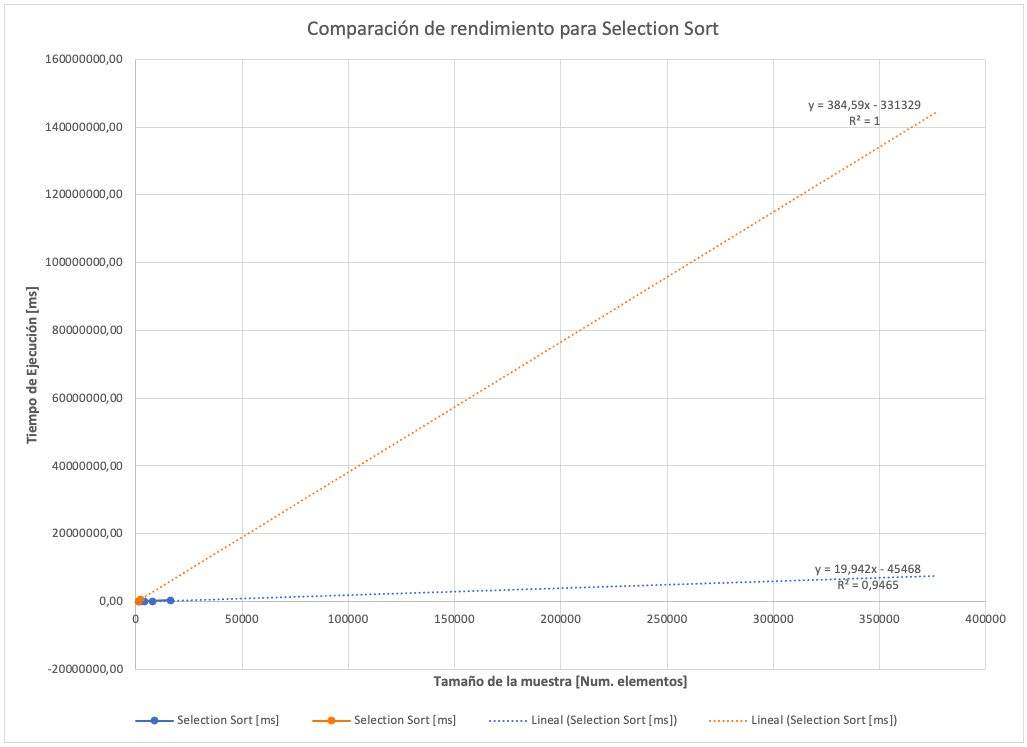 Comparación de rendimiento para Selection Sort
160000000,00
140000000,00
120000000,00
100000000,00
80000000,00
60000000,00
40000000,00
20000000,00
0,00
-20000000,00
Tiempo de Ejecución [ms]
y = 384,59x - 331329
R² = 1
y = 19,942x - 45468
R² = 0,9465
0 50000 100000 150000 200000 250000 300000 350000 400000
Tamaño de la muestra [Num. elementos]
Selection Sort [ms] Selection Sort [ms] Lineal (Selection Sort [ms]) Lineal (Selection Sort [ms])